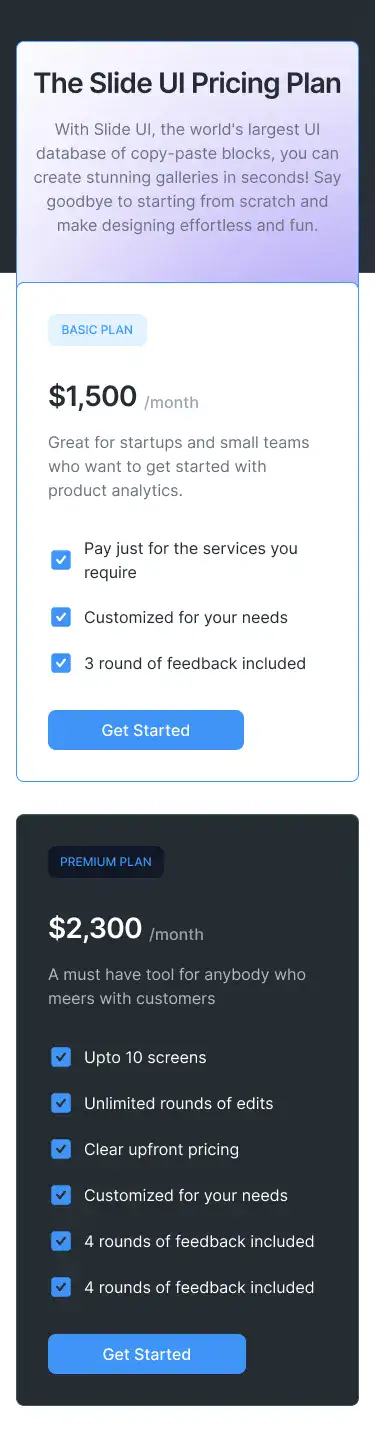 The Slide UI Pricing Plan
With Slide UI, the world's largest UI
database of copy-paste blocks, you can
create stunning galleries in seconds! Say
goodbye to starting from scratch and
make designing effortless and fun.
BASIC PLAN
$1,500 /month
Great for startups and small teams
who want to get started with
product analytics.
Pay just for the services you
require
Customized for your needs
3 round of feedback included
Get Started
PREMIUM PLAN
$2,300 /month
A must have tool for anybody who
meers with customers
Upto 10 screens
Unlimited rounds of edits
Clear upfront pricing
Customized for your needs
4 rounds of feedback included
4 rounds of feedback included
Get Started